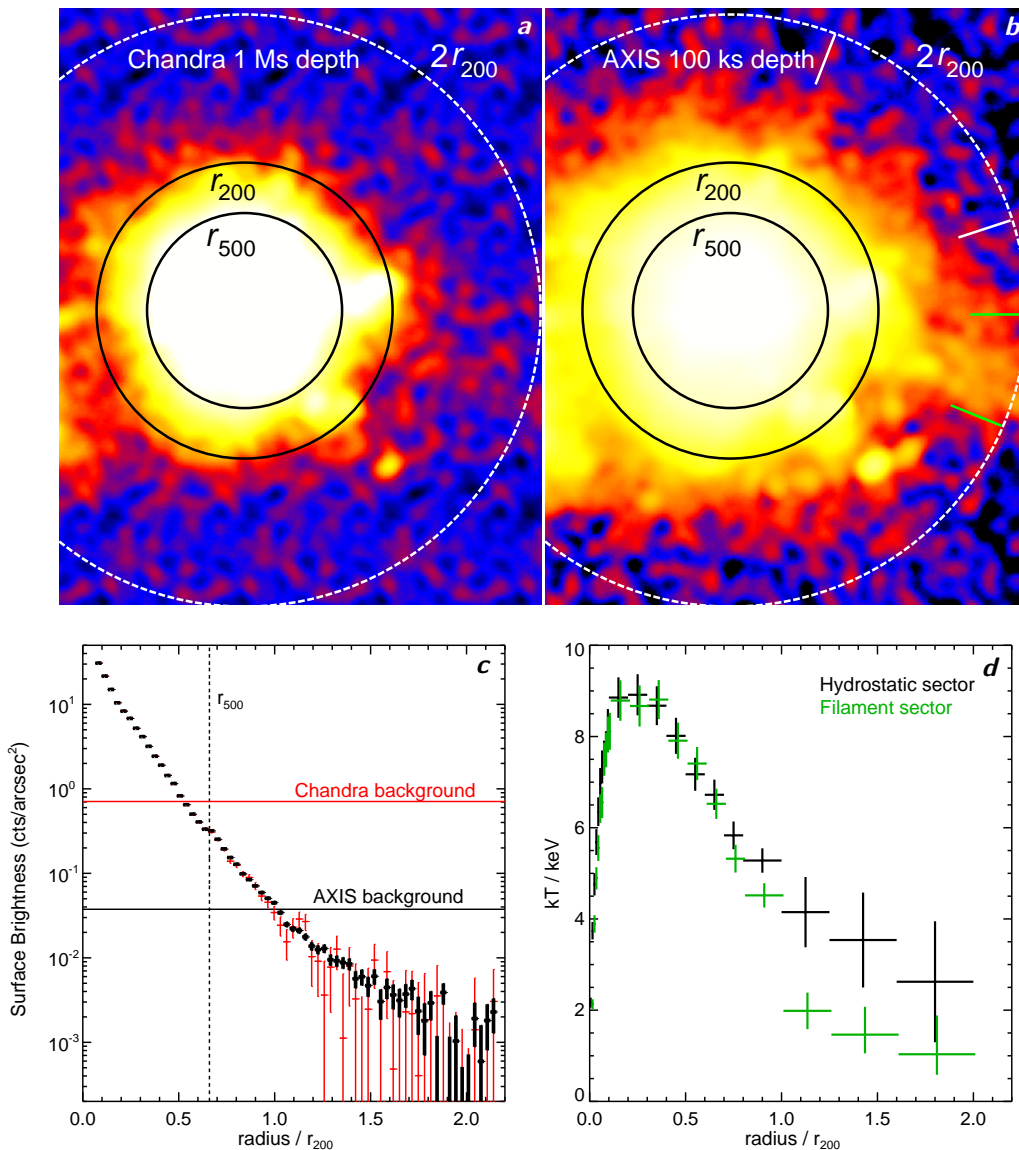 a
Chandra 1 Ms depth
2r200
r200
r500
b
AXIS 100 ks depth
2r200
r200
r500
c
r500
Chandra background
AXIS background
Surface Brightness (cts/arcsec²)
10¹
10⁰
10⁻¹
10⁻²
10⁻³
0.0 0.5 1.0 1.5 2.0
radius / r200
d
Hydrostatic sector
Filament sector
kT / keV
10
8
6
4
2
0
0.0 0.5 1.0 1.5 2.0
radius / r200